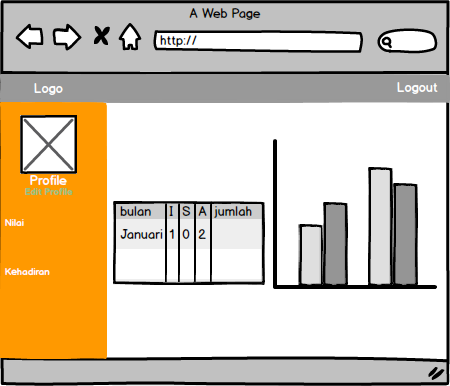 A Web Page
http://
Logo
Logout
Profile
Edit Profile
Nilai
Kehadiran
bulan I S A jumlah
Januari 1 0 2